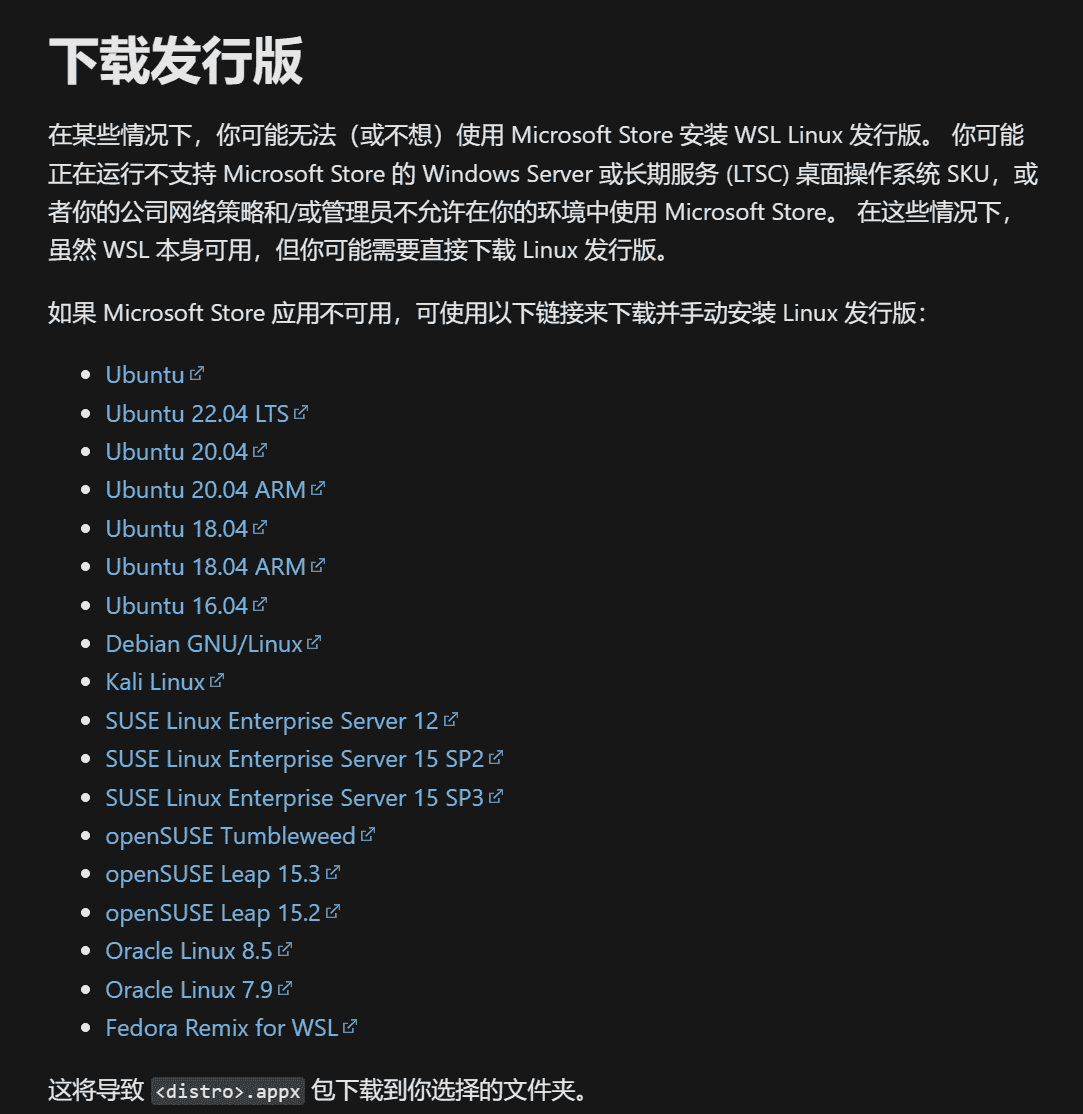 下载发行版
在某些情况下，你可能无法（或不想）使用 Microsoft Store 安装 WSL Linux 发行版。 你可能
正在运行不支持 Microsoft Store 的 Windows Server 或长期服务 (LTSC) 桌面操作系统 SKU，或
者你的公司网络策略和/或管理员不允许在你的环境中使用 Microsoft Store。 在这些情况下，
虽然 WSL 本身可用，但你可能需要直接下载 Linux 发行版。
如果 Microsoft Store 应用不可用，可使用以下链接来下载并手动安装 Linux 发行版：
• Ubuntu
• Ubuntu 22.04 LTS
• Ubuntu 20.04
• Ubuntu 20.04 ARM
• Ubuntu 18.04
• Ubuntu 18.04 ARM
• Ubuntu 16.04
• Debian GNU/Linux
• Kali Linux
• SUSE Linux Enterprise Server 12
• SUSE Linux Enterprise Server 15 SP2
• SUSE Linux Enterprise Server 15 SP3
• openSUSE Tumbleweed
• openSUSE Leap 15.3
• openSUSE Leap 15.2
• Oracle Linux 8.5
• Oracle Linux 7.9
• Fedora Remix for WSL
这将导致 <distro>.appx 包下载到你选择的文件夹。